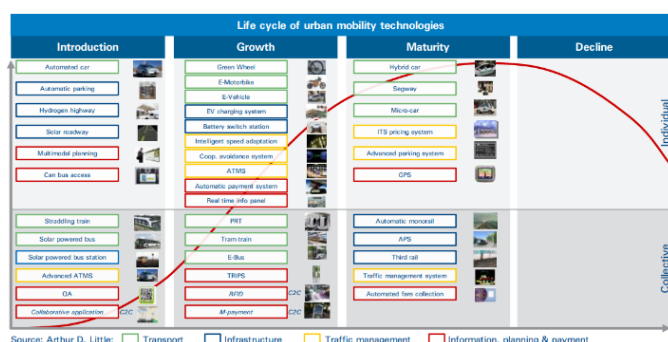 Life cycle of urban mobility technologies
Introduction
Growth
Maturity
Decline
Automated car
Automatic parking
Hydrogen highway
Solar roadway
Multimodal planning
Can bus access
Green Wheel
E-Motorbike
E-Vehicle
EV charging system
Battery switch station
Intelligent speed adaptation
Coop. avoidance system
ATMS
Automatic payment system
Real time info panel
Hybrid car
Segway
Micro-car
ITS pricing system
Advanced parking system
GPS
Individual
Straddling train
Solar powered bus
Solar powered bus station
Advanced ATMS
QA
Collaborative application C2C
PRT
Tram train
E-Bus
TRIPS
RFID C2C
M-payment C2C
Automatic monorail
APS
Third rail
Traffic management system
Automated fare collection
Collective
Source: Arthur D. Little; Transport Infrastructure Traffic management Information, planning & payment